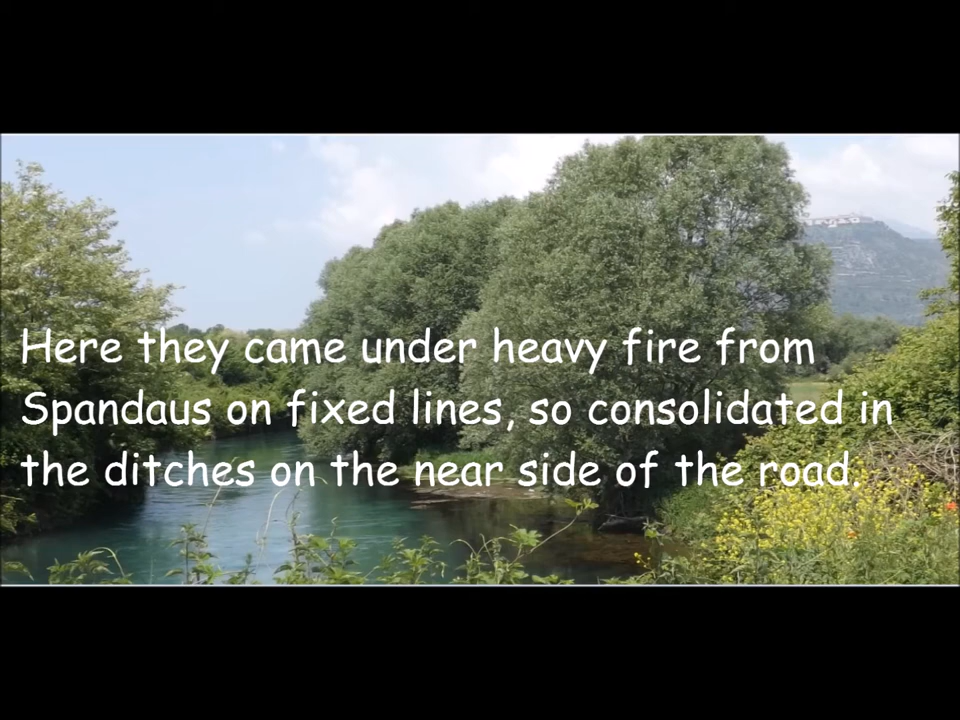 Here they came under heavy fire from
Spandaus on fixed lines, so consolidated in
the ditches on the near side of the road.